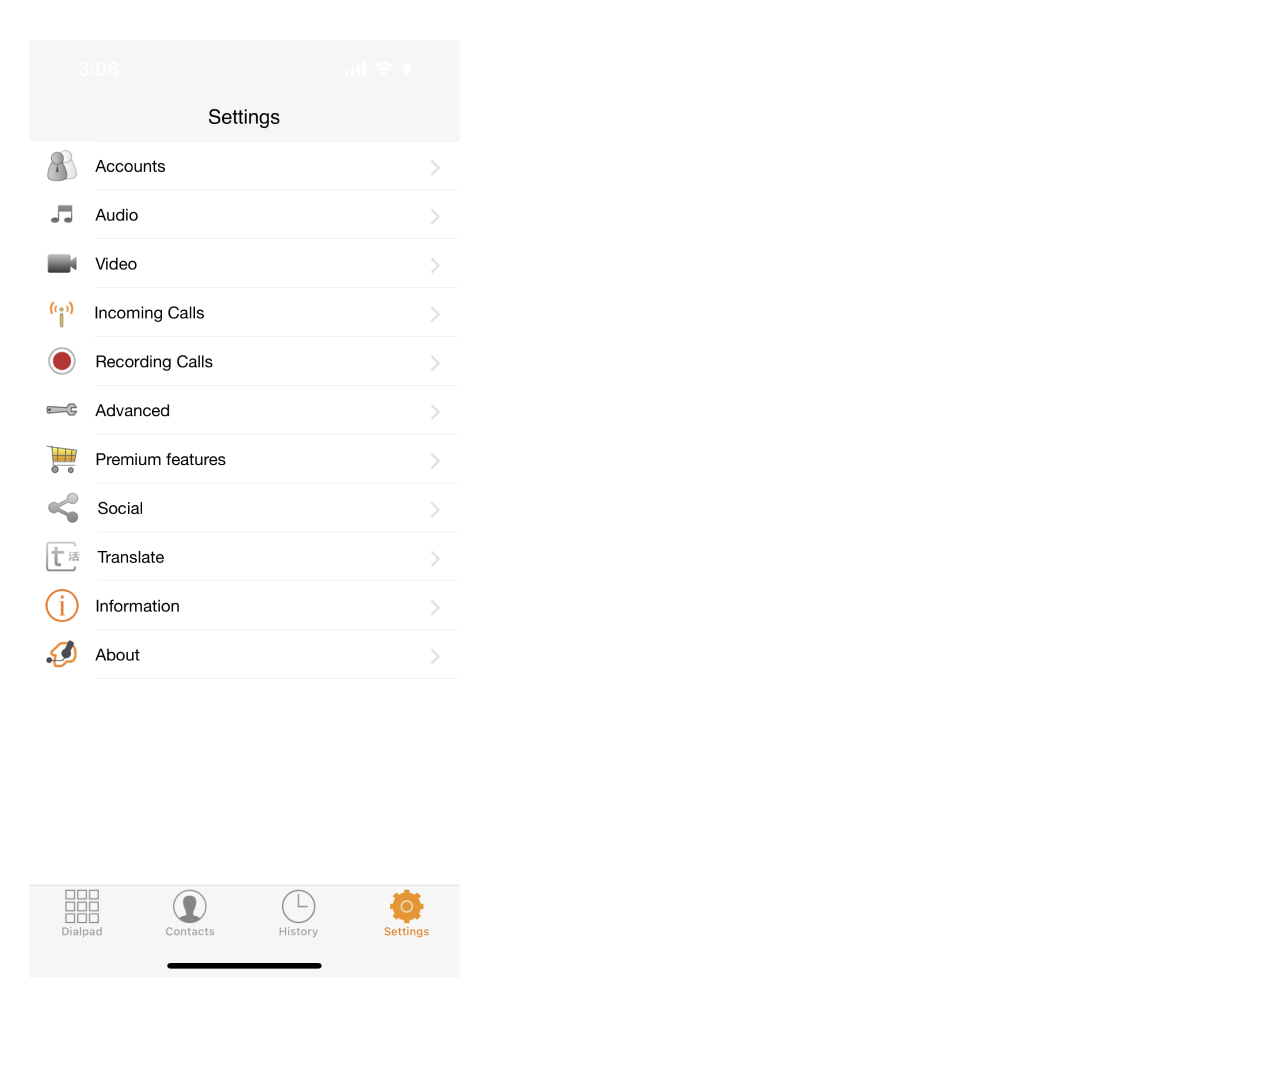 3:08
Settings
Accounts
Audio
Video
Incoming Calls
Recording Calls
Advanced
Premium features
Social
t 活
Translate
i
Information
About
Dialpad
Contacts
History
Settings